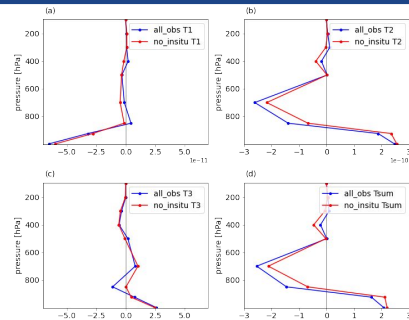 (a)
(b)
all_obs T1
no_insitu T1
all_obs T2
no_insitu T2
pressure [hPa]
200
400
600
800
pressure [hPa]
200
400
600
800
−5.0 −2.5 0.0 2.5 5.0
1e−11
−3 −2 −1 0 1 2 3
1e−10
(c)
(d)
all_obs T3
no_insitu T3
all_obs Tsum
no_insitu Tsum
pressure [hPa]
200
400
600
800
pressure [hPa]
200
400
600
800
−5.0 −2.5 0.0 2.5 5.0
−3 −2 −1 0 1 2 3